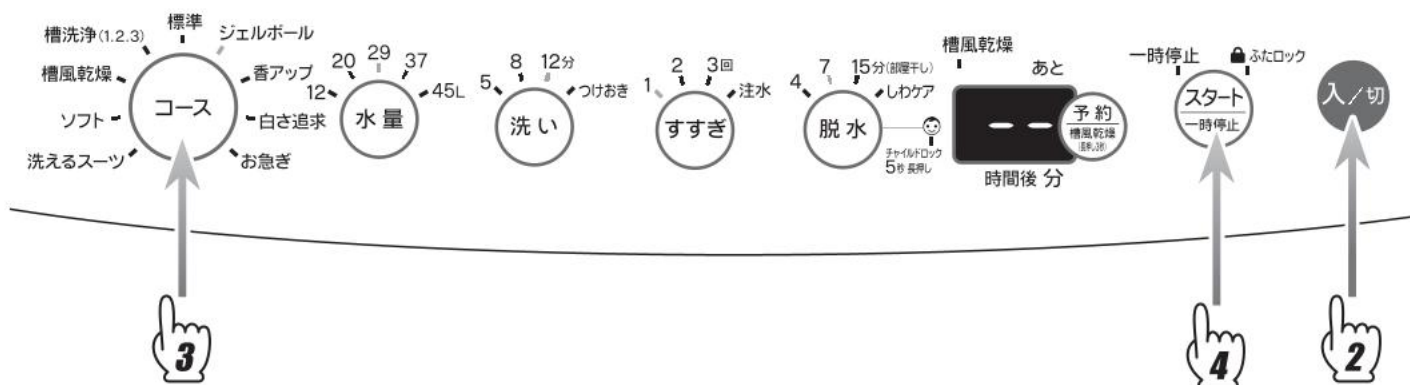 標準
槽洗浄(1.2.3)
ジェルボール
槽風乾燥
香アップ
ソフト
白さ追求
洗えるスーツ
お急ぎ
コース
12
20
29
37
45L
水量
5
8
12分
つけおき
洗い
1
2
3回
注水
すすぎ
4
7
15分(部屋干し)
しわケア
脱水
チャイルドロック
5秒長押し
槽風乾燥
あと
--
時間後 分
予約
槽風乾燥
(長押し3秒)
一時停止
ふたロック
スタート
一時停止
入/切
3
4
2